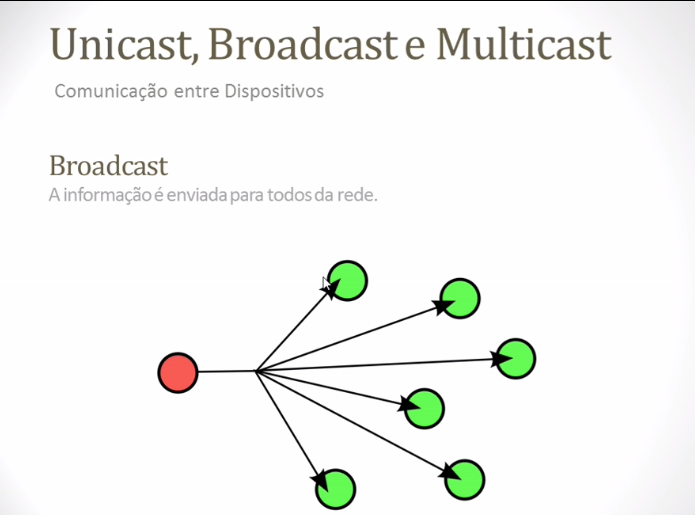 Unicast, Broadcast e Multicast
Comunicação entre Dispositivos
Broadcast
A informação é enviada para todos da rede.